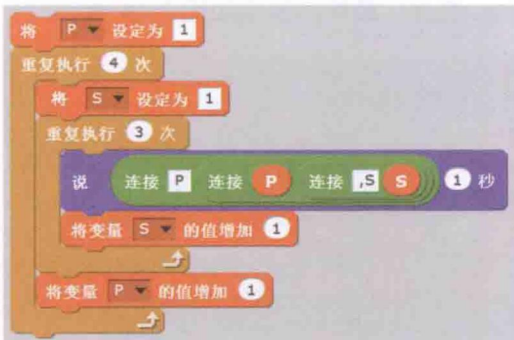 将 P 设定为 1
重复执行 4 次
将 S 设定为 1
重复执行 3 次
说 连接 P 连接 P 连接 ,S S 1 秒
将变量 S 的值增加 1
将变量 P 的值增加 1